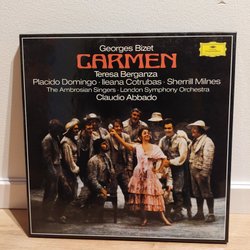 Georges Bizet
CARMEN
Teresa Berganza
Placido Domingo · Ileana Cotrubas · Sherrill Milnes
The Ambrosian Singers · London Symphony Orchestra
Claudio Abbado